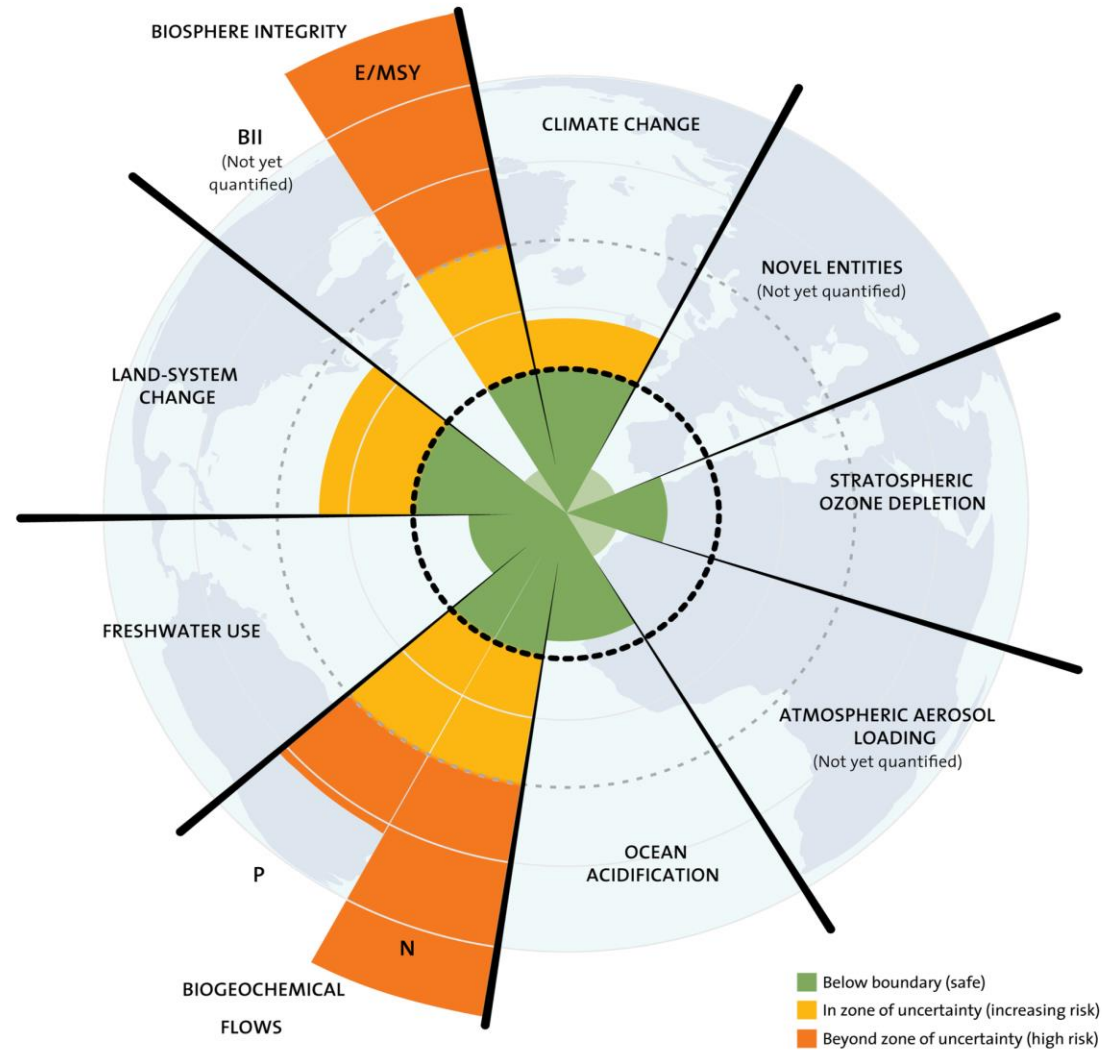 BIOSPHERE INTEGRITY
E/MSY
CLIMATE CHANGE
BII
(Not yet
quantified)
NOVEL ENTITIES
(Not yet quantified)
LAND-SYSTEM
CHANGE
STRATOSPHERIC
OZONE DEPLETION
FRESHWATER USE
ATMOSPHERIC AEROSOL
LOADING
(Not yet quantified)
OCEAN
ACIDIFICATION
P
N
BIOGEOCHEMICAL
FLOWS
Below boundary (safe)
In zone of uncertainty (increasing risk)
Beyond zone of uncertainty (high risk)